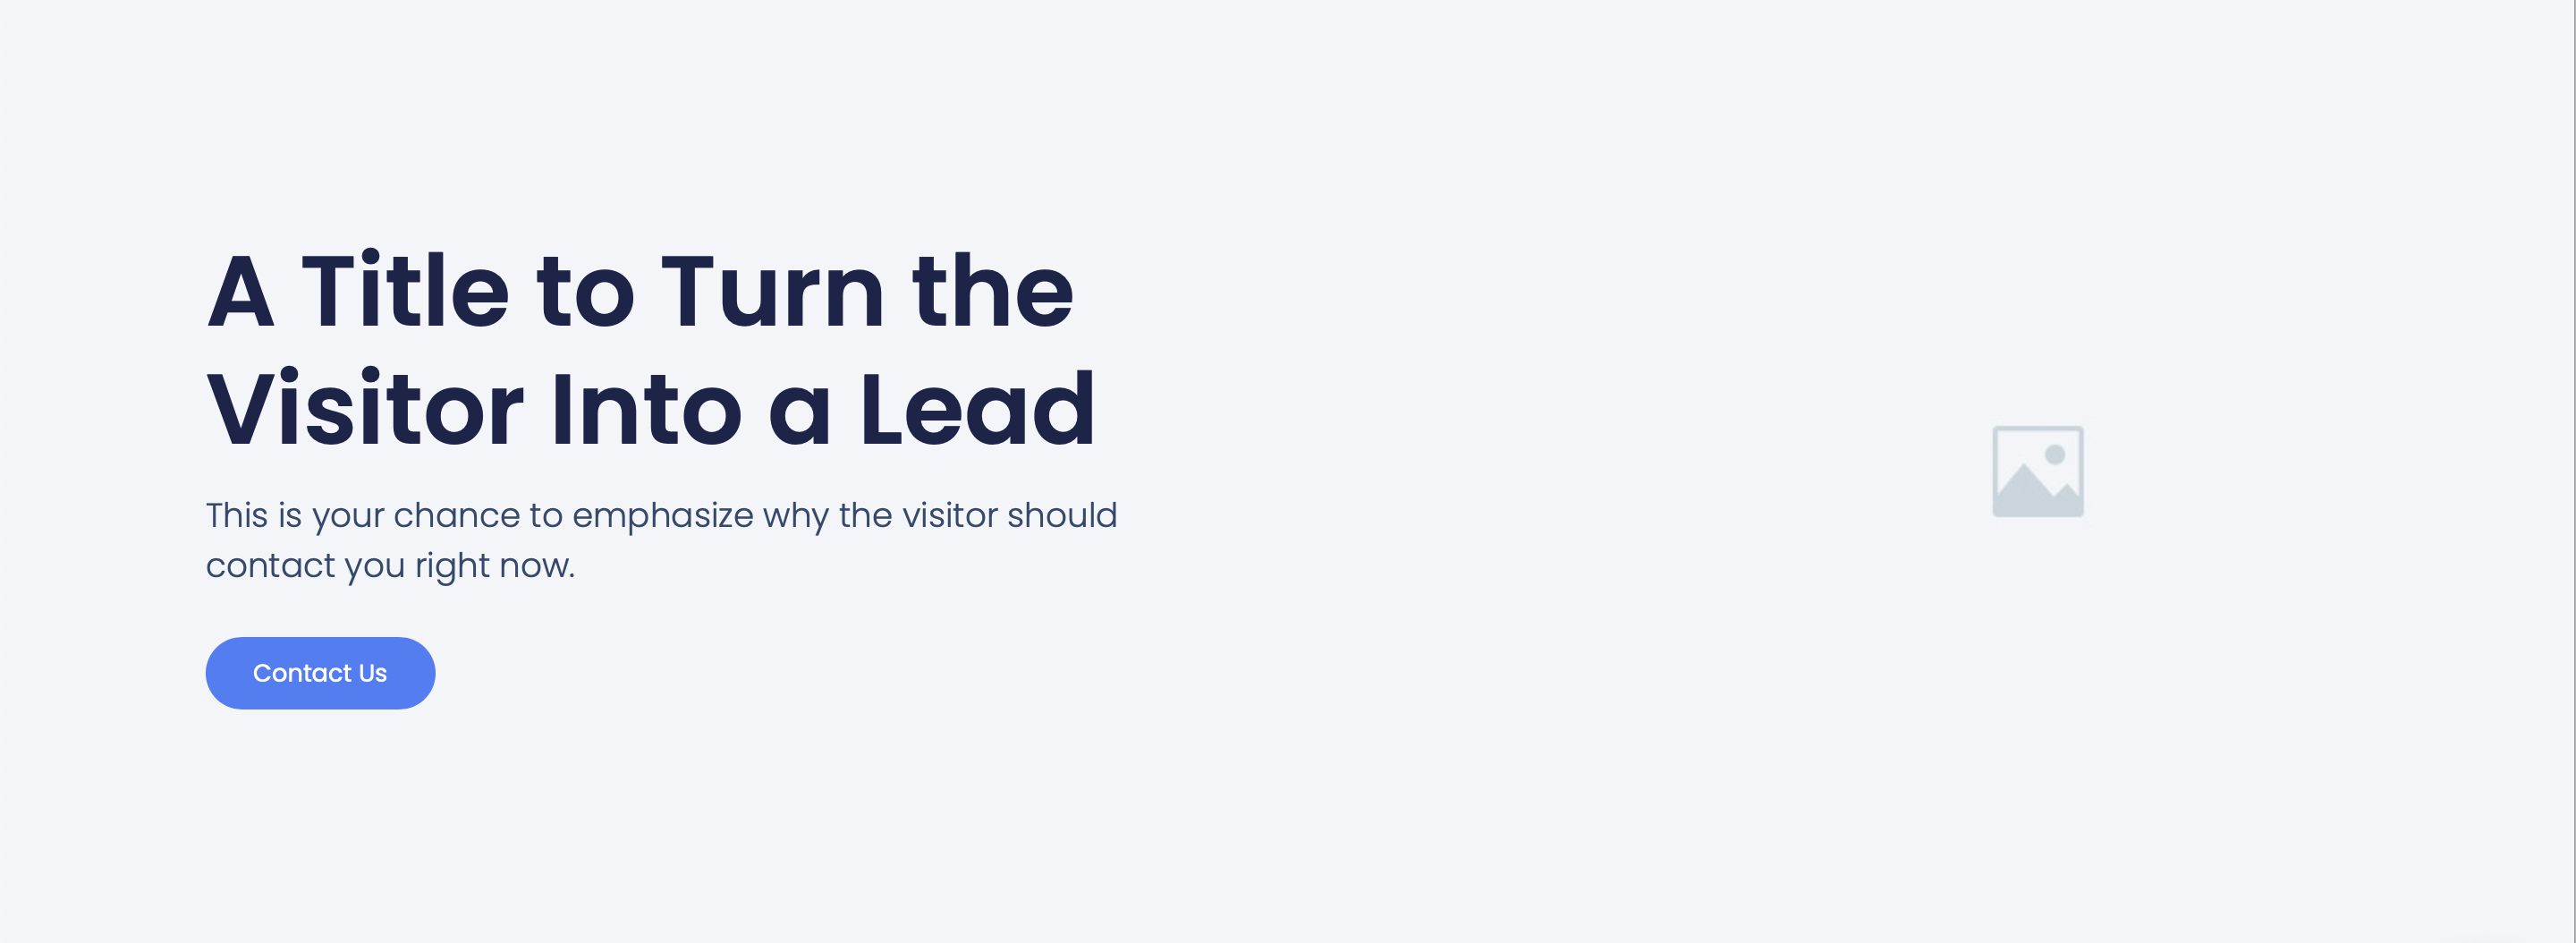 A Title to Turn the
Visitor Into a Lead
This is your chance to emphasize why the visitor should
contact you right now.
Contact Us